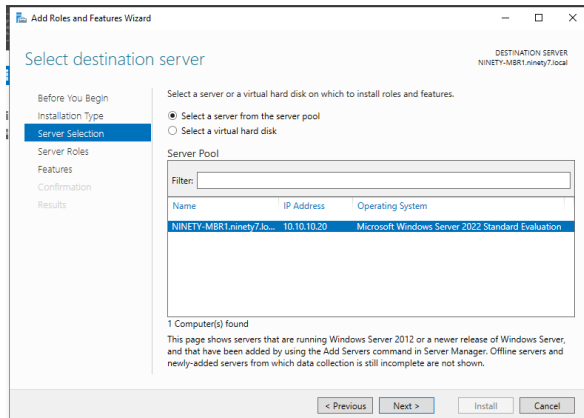 Add Roles and Features Wizard
Select destination server
DESTINATION SERVER
NINETY-MBR1.ninety7.local
Before You Begin
Installation Type
Server Selection
Server Roles
Features
Confirmation
Results
Select a server or a virtual hard disk on which to install roles and features.
Select a server from the server pool
Select a virtual hard disk
Server Pool
Filter:
Name IP Address Operating System
NINETY-MBR1.ninety7.lo... 10.10.10.20 Microsoft Windows Server 2022 Standard Evaluation
1 Computer(s) found
This page shows servers that are running Windows Server 2012 or a newer release of Windows Server,
and that have been added by using the Add Servers command in Server Manager. Offline servers and
newly-added servers from which data collection is still incomplete are not shown.
< Previous Next > Install Cancel